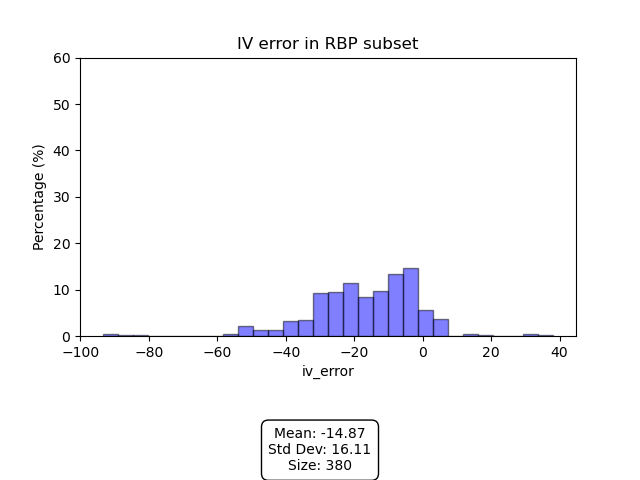 IV error in RBP subset
60
50
40
30
20
10
0
Percentage (%)
−100 −80 −60 −40 −20 0 20 40
iv_error
Mean: -14.87
Std Dev: 16.11
Size: 380